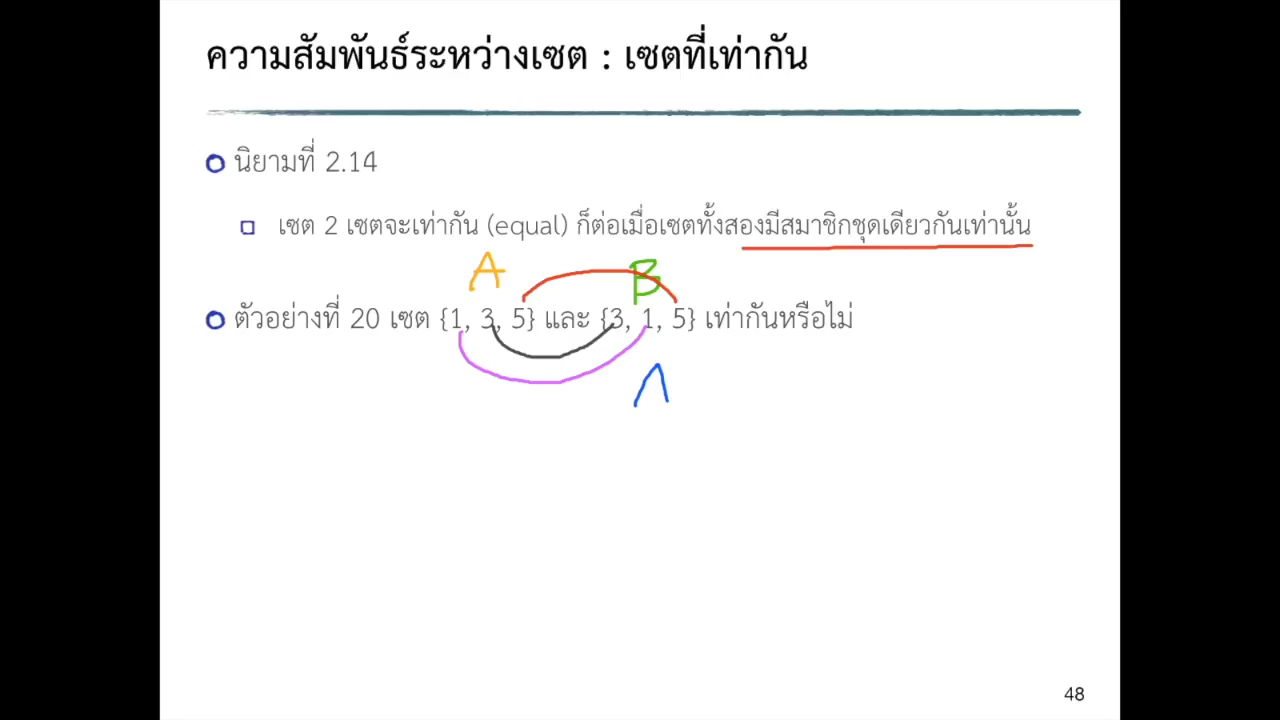 ความสัมพันธ์ระหว่างเซต : เซตที่เท่ากัน
นิยามที่ 2.14
เซต 2 เซตจะเท่ากัน (equal) ก็ต่อเมื่อเซตทั้งสองมีสมาชิกชุดเดียวกันเท่านั้น
A B
ตัวอย่างที่ 20 เซต {1, 3, 5} และ {3, 1, 5} เท่ากันหรือไม่
48